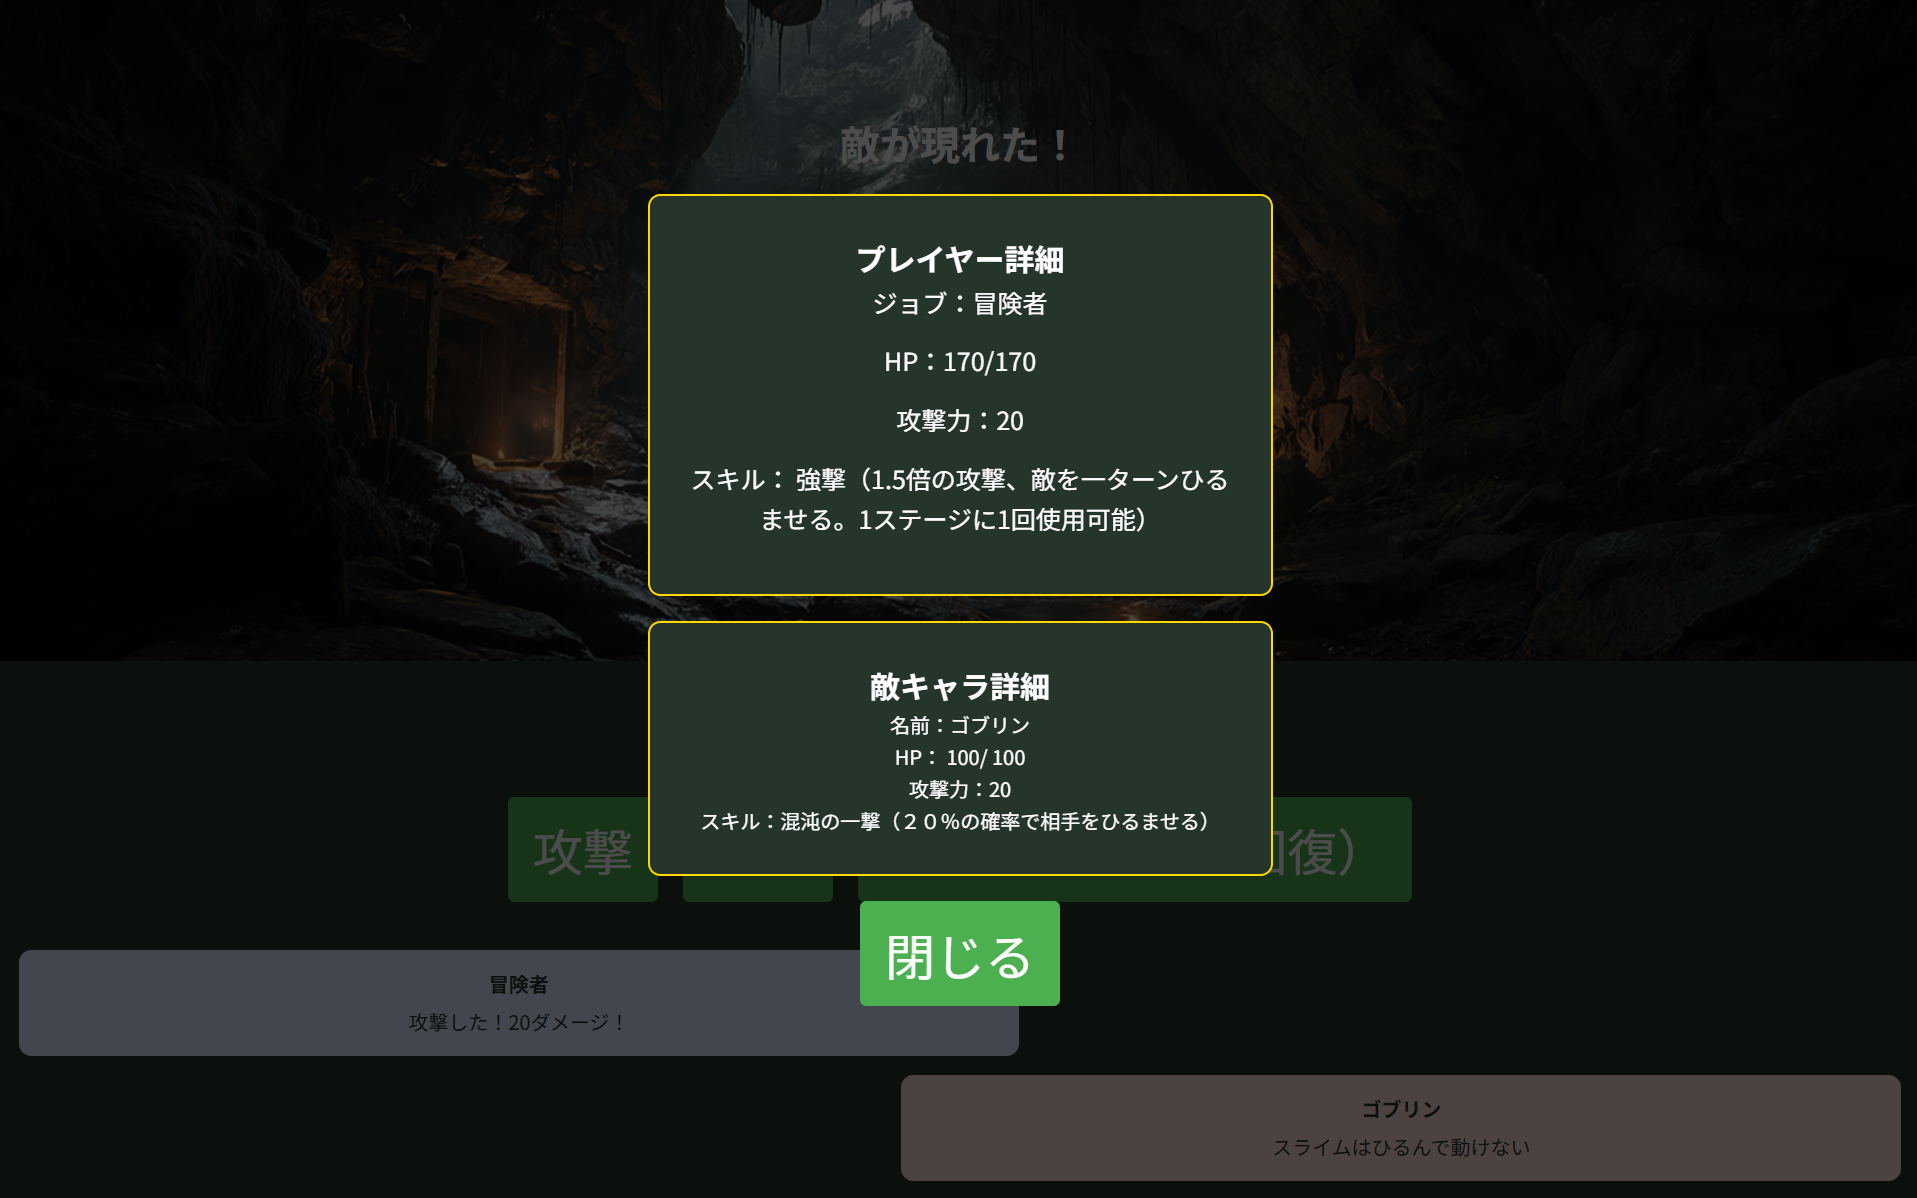 敵が現れた！
プレイヤー詳細
ジョブ：冒険者
HP：170/170
攻撃力：20
スキル： 強撃（1.5倍の攻撃、敵を一ターンひる
ませる。1ステージに1回使用可能）
敵キャラ詳細
名前：ゴブリン
HP： 100/ 100
攻撃力：20
スキル：混沌の一撃（２０%の確率で相手をひるませる）
攻撃
回復）
閉じる
冒険者
攻撃した！20ダメージ！
ゴブリン
スライムはひるんで動けない